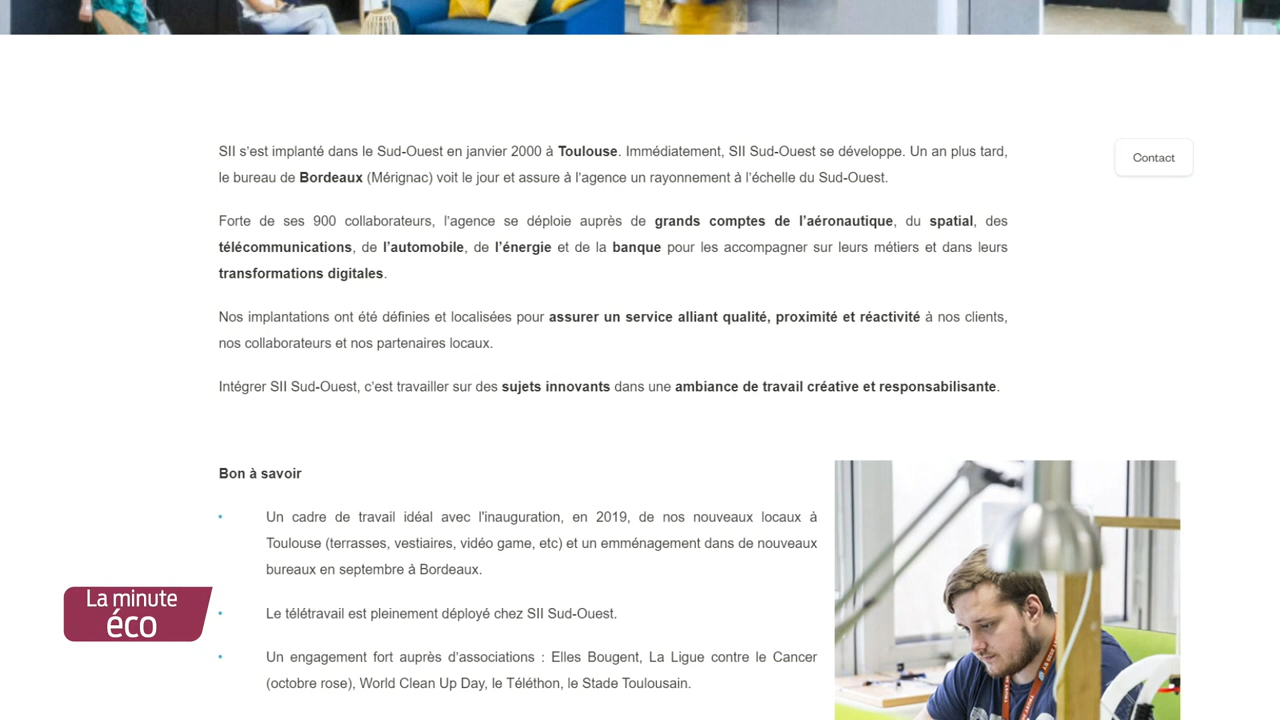 SII s'est implanté dans le Sud-Ouest en janvier 2000 à Toulouse. Immédiatement, SII Sud-Ouest se développe. Un an plus tard,
le bureau de Bordeaux (Mérignac) voit le jour et assure à l'agence un rayonnement à l'échelle du Sud-Ouest.
Contact
Forte de ses 900 collaborateurs, l'agence se déploie auprès de grands comptes de l'aéronautique, du spatial, des
télécommunications, de l'automobile, de l'énergie et de la banque pour les accompagner sur leurs métiers et dans leurs
transformations digitales.
Nos implantations ont été définies et localisées pour assurer un service alliant qualité, proximité et réactivité à nos clients,
nos collaborateurs et nos partenaires locaux.
Intégrer SII Sud-Ouest, c'est travailler sur des sujets innovants dans une ambiance de travail créative et responsabilisante.
Bon à savoir
• Un cadre de travail idéal avec l'inauguration, en 2019, de nos nouveaux locaux à
Toulouse (terrasses, vestiaires, vidéo game, etc) et un emménagement dans de nouveaux
bureaux en septembre à Bordeaux.
• Le télétravail est pleinement déployé chez SII Sud-Ouest.
• Un engagement fort auprès d'associations : Elles Bougent, La Ligue contre le Cancer
(octobre rose), World Clean Up Day, le Téléthon, le Stade Toulousain.
La minute
éco